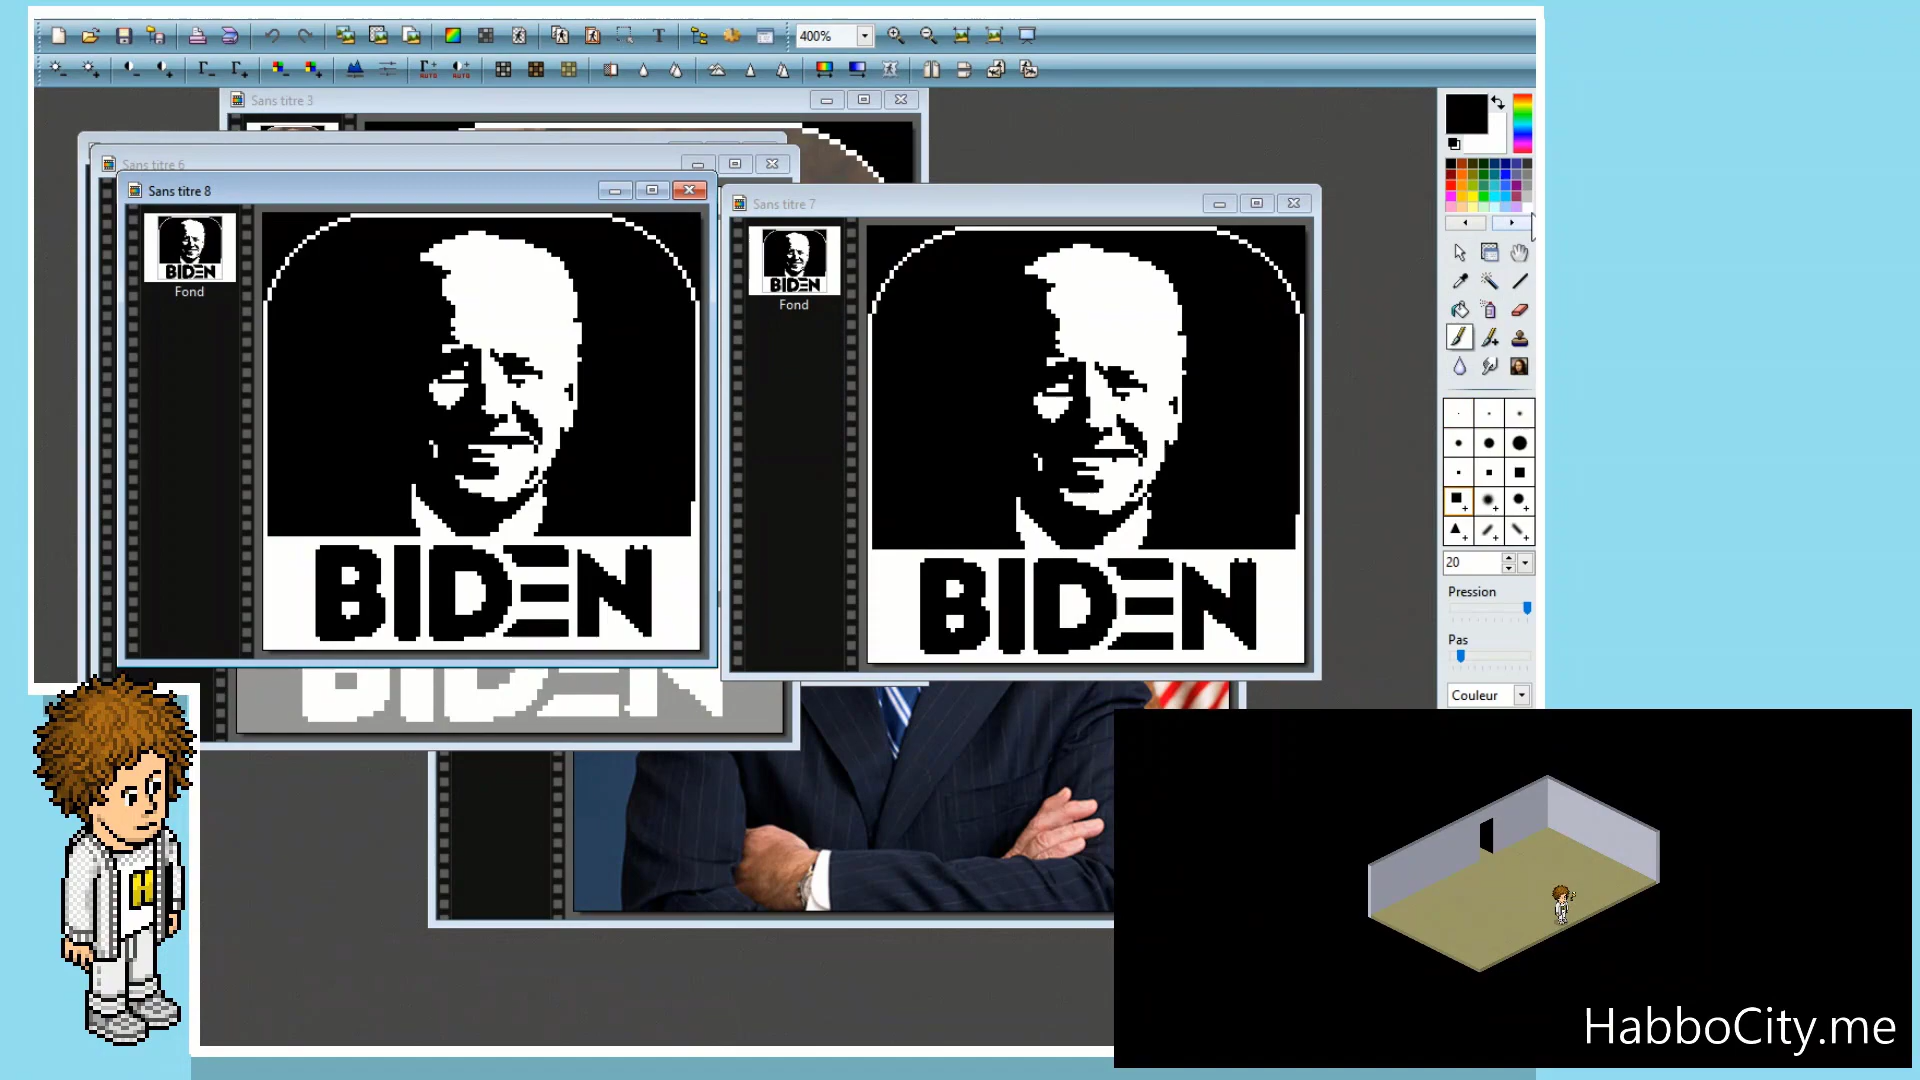 400%
Sans titre 3
Sans titre 6
Sans titre 8
Sans titre 7
BIDEN
Fond
BIDEN
Fond
BIDEN
BIDEN
BIDEN
20
Pression
Pas
Couleur
H
HabboCity.me